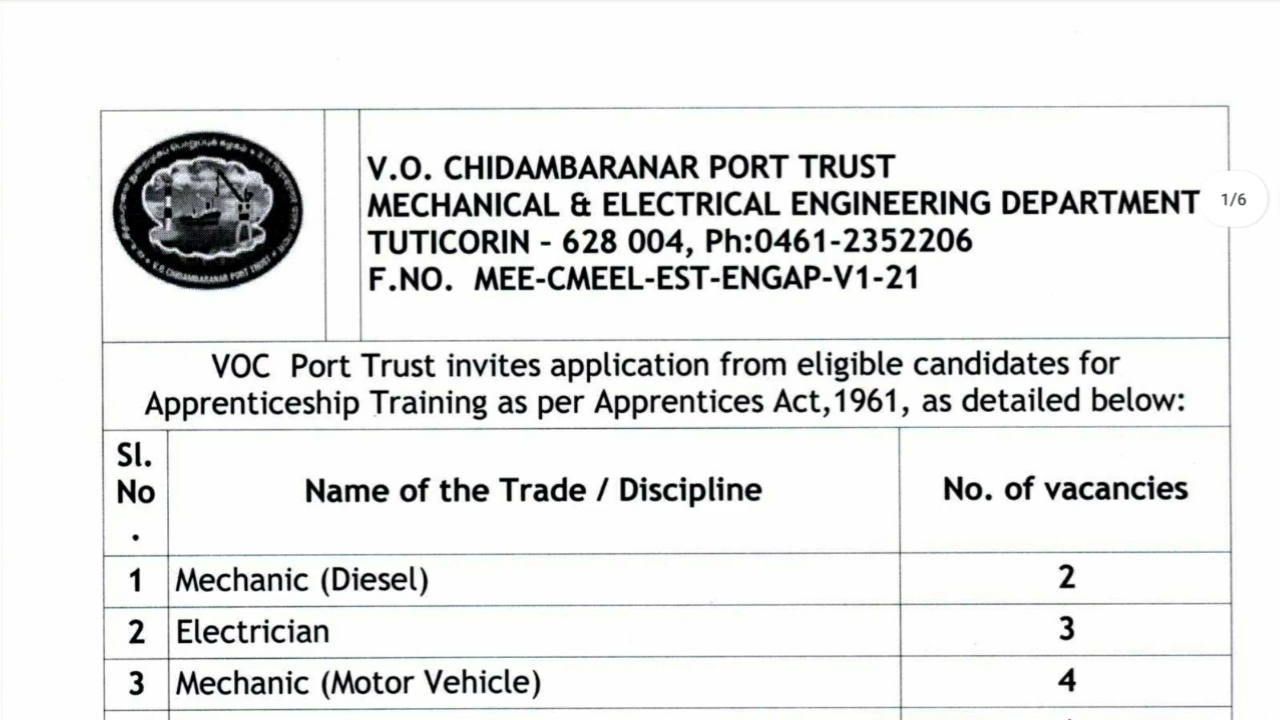 V.O. CHIDAMBARANAR PORT TRUST
MECHANICAL & ELECTRICAL ENGINEERING DEPARTMENT
TUTICORIN - 628 004, Ph:0461-2352206
F.NO. MEE-CMEEL-EST-ENGAP-V1-21
1/6
V.O. CHIDAMBARANAR PORT TRUST
VOC Port Trust invites application from eligible candidates for
Apprenticeship Training as per Apprentices Act,1961, as detailed below:
Sl.
No
.
Name of the Trade / Discipline
No. of vacancies
1 Mechanic (Diesel) 2
2 Electrician 3
3 Mechanic (Motor Vehicle) 4